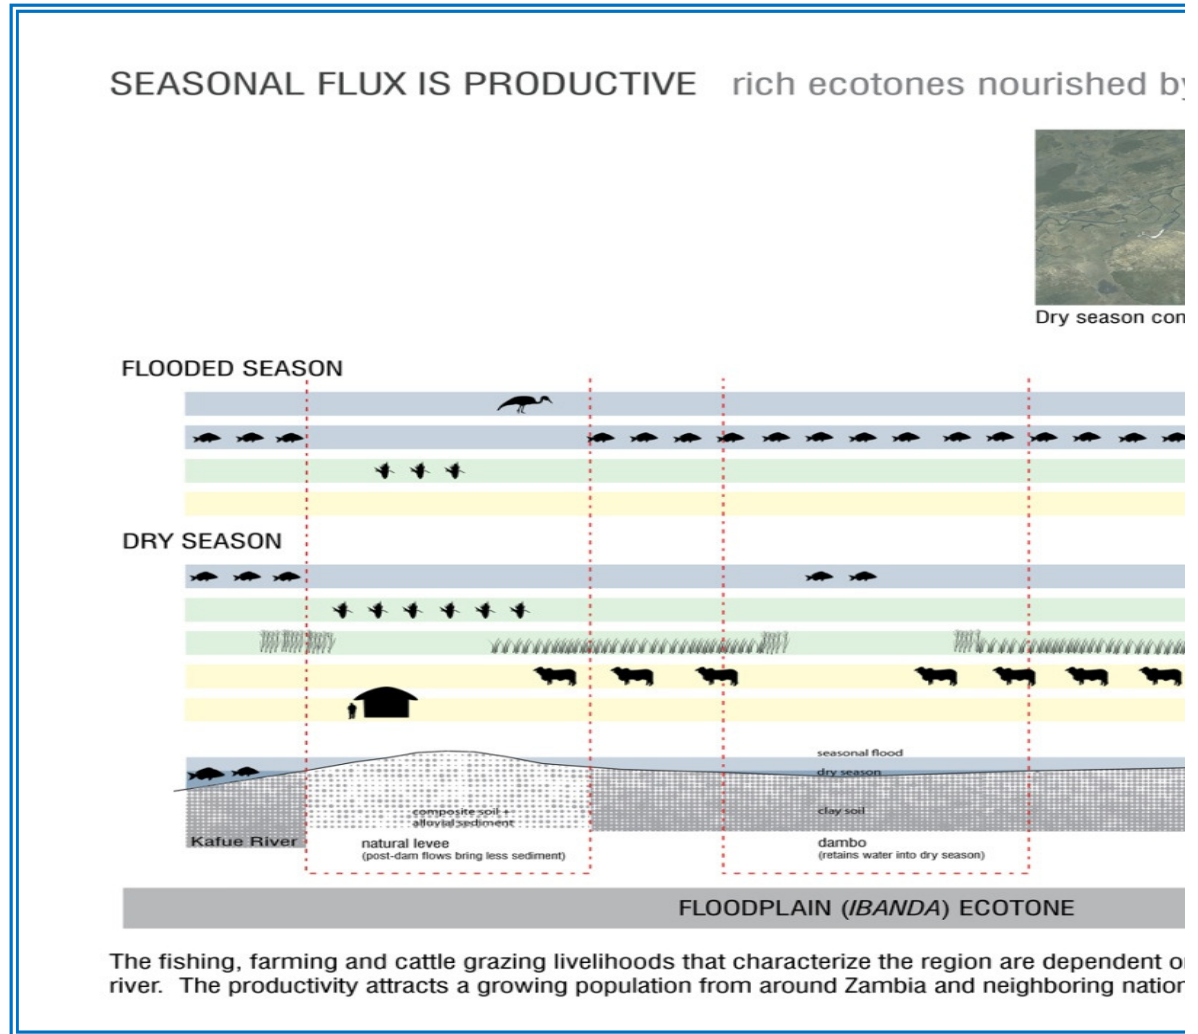 SEASONAL FLUX IS PRODUCTIVE rich ecotones nourished by
Dry season con
FLOODED SEASON
DRY SEASON
seasonal flood
dry season
composite soil +
alluvial sediment
clay soil
Kafue River
natural levee
(post-dam flows bring less sediment)
dambo
(retains water into dry season)
FLOODPLAIN (IBANDA) ECOTONE
The fishing, farming and cattle grazing livelihoods that characterize the region are dependent o
river. The productivity attracts a growing population from around Zambia and neighboring nation